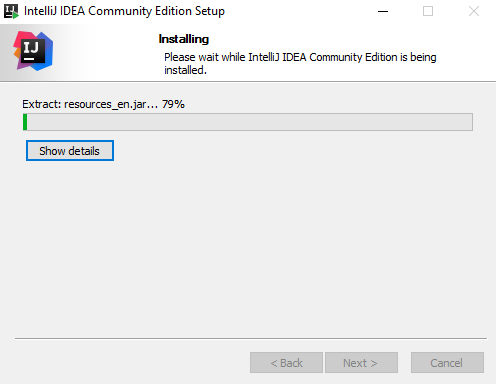 IntelliJ IDEA Community Edition Setup
IJ
Installing
Please wait while IntelliJ IDEA Community Edition is being
installed.
Extract: resources_en.jar... 79%
Show details
< Back
Next >
Cancel